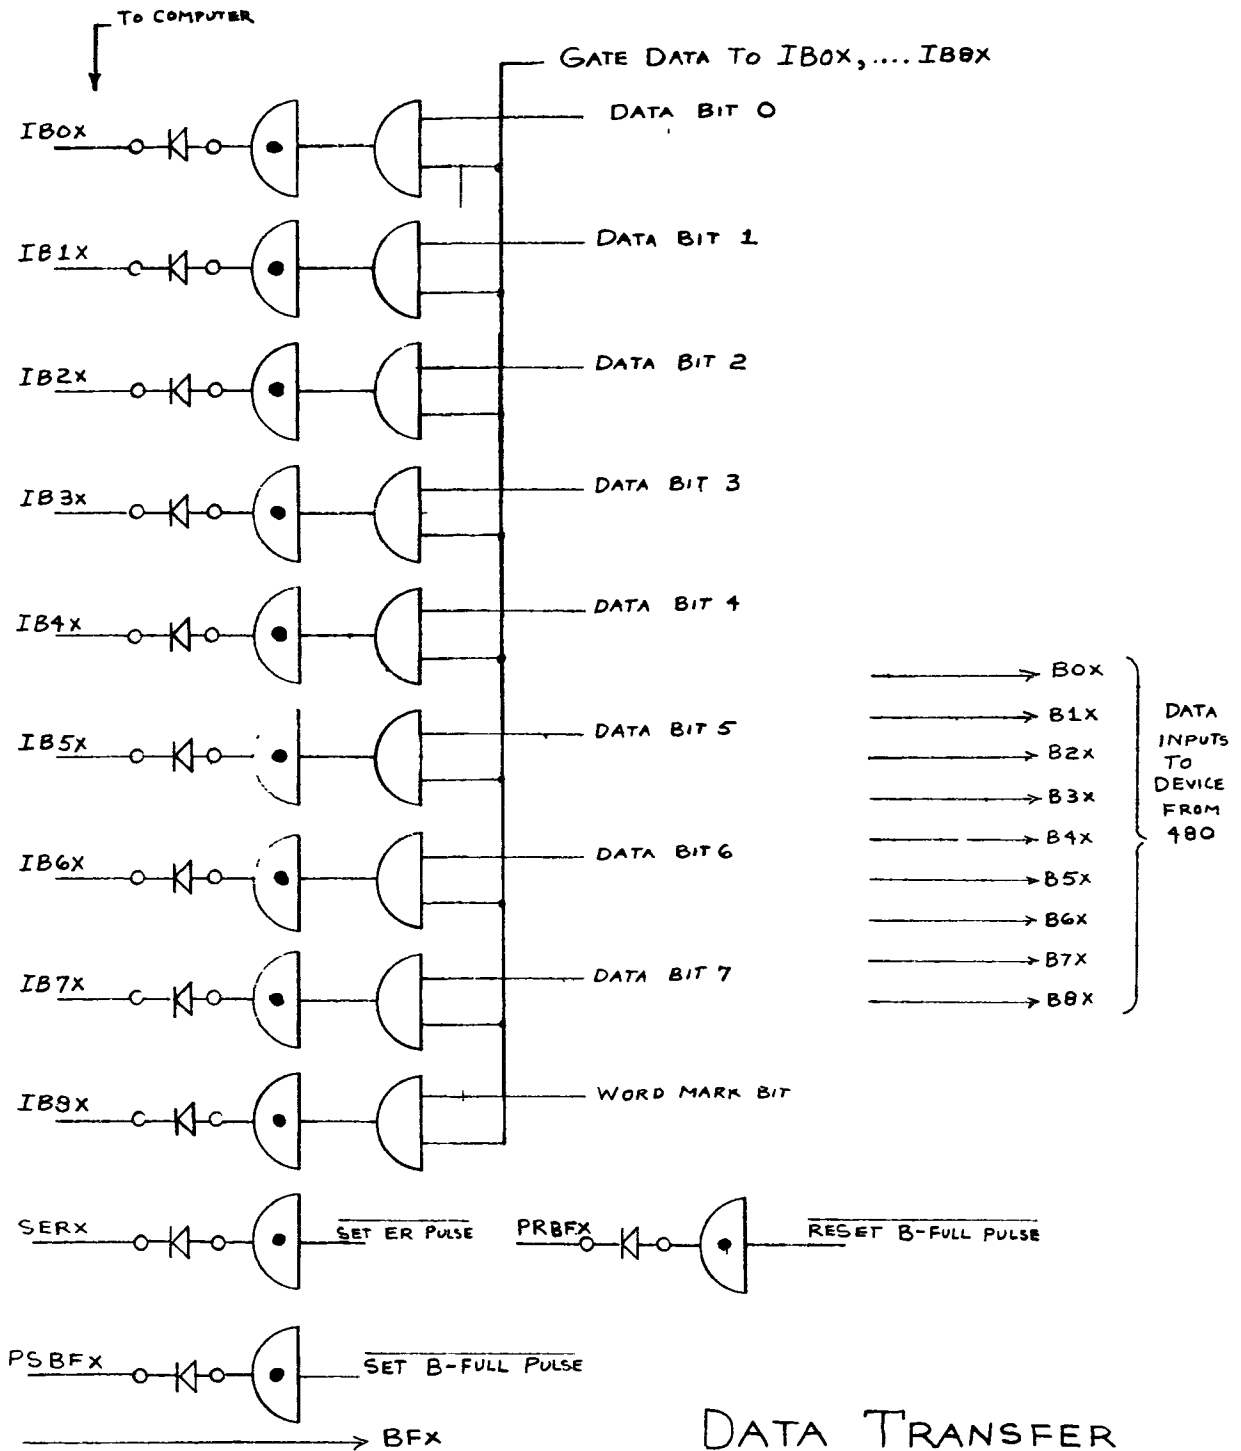 TO COMPUTER
GATE DATA TO IB0X,.... IB8X
IB0X
DATA BIT 0
IB1X
DATA BIT 1
IB2X
DATA BIT 2
IB3X
DATA BIT 3
IB4X
DATA BIT 4
IB5X
DATA BIT 5
IB6X
DATA BIT 6
IB7X
DATA BIT 7
IB8X
WORD MARK BIT
B0X
B1X
B2X
B3X
B4X
B5X
B6X
B7X
B8X
DATA
INPUTS
TO
DEVICE
FROM
480
SERX
SET ER PULSE
PRBFX
RESET B-FULL PULSE
PSBFX
SET B-FULL PULSE
BFX
DATA TRANSFER